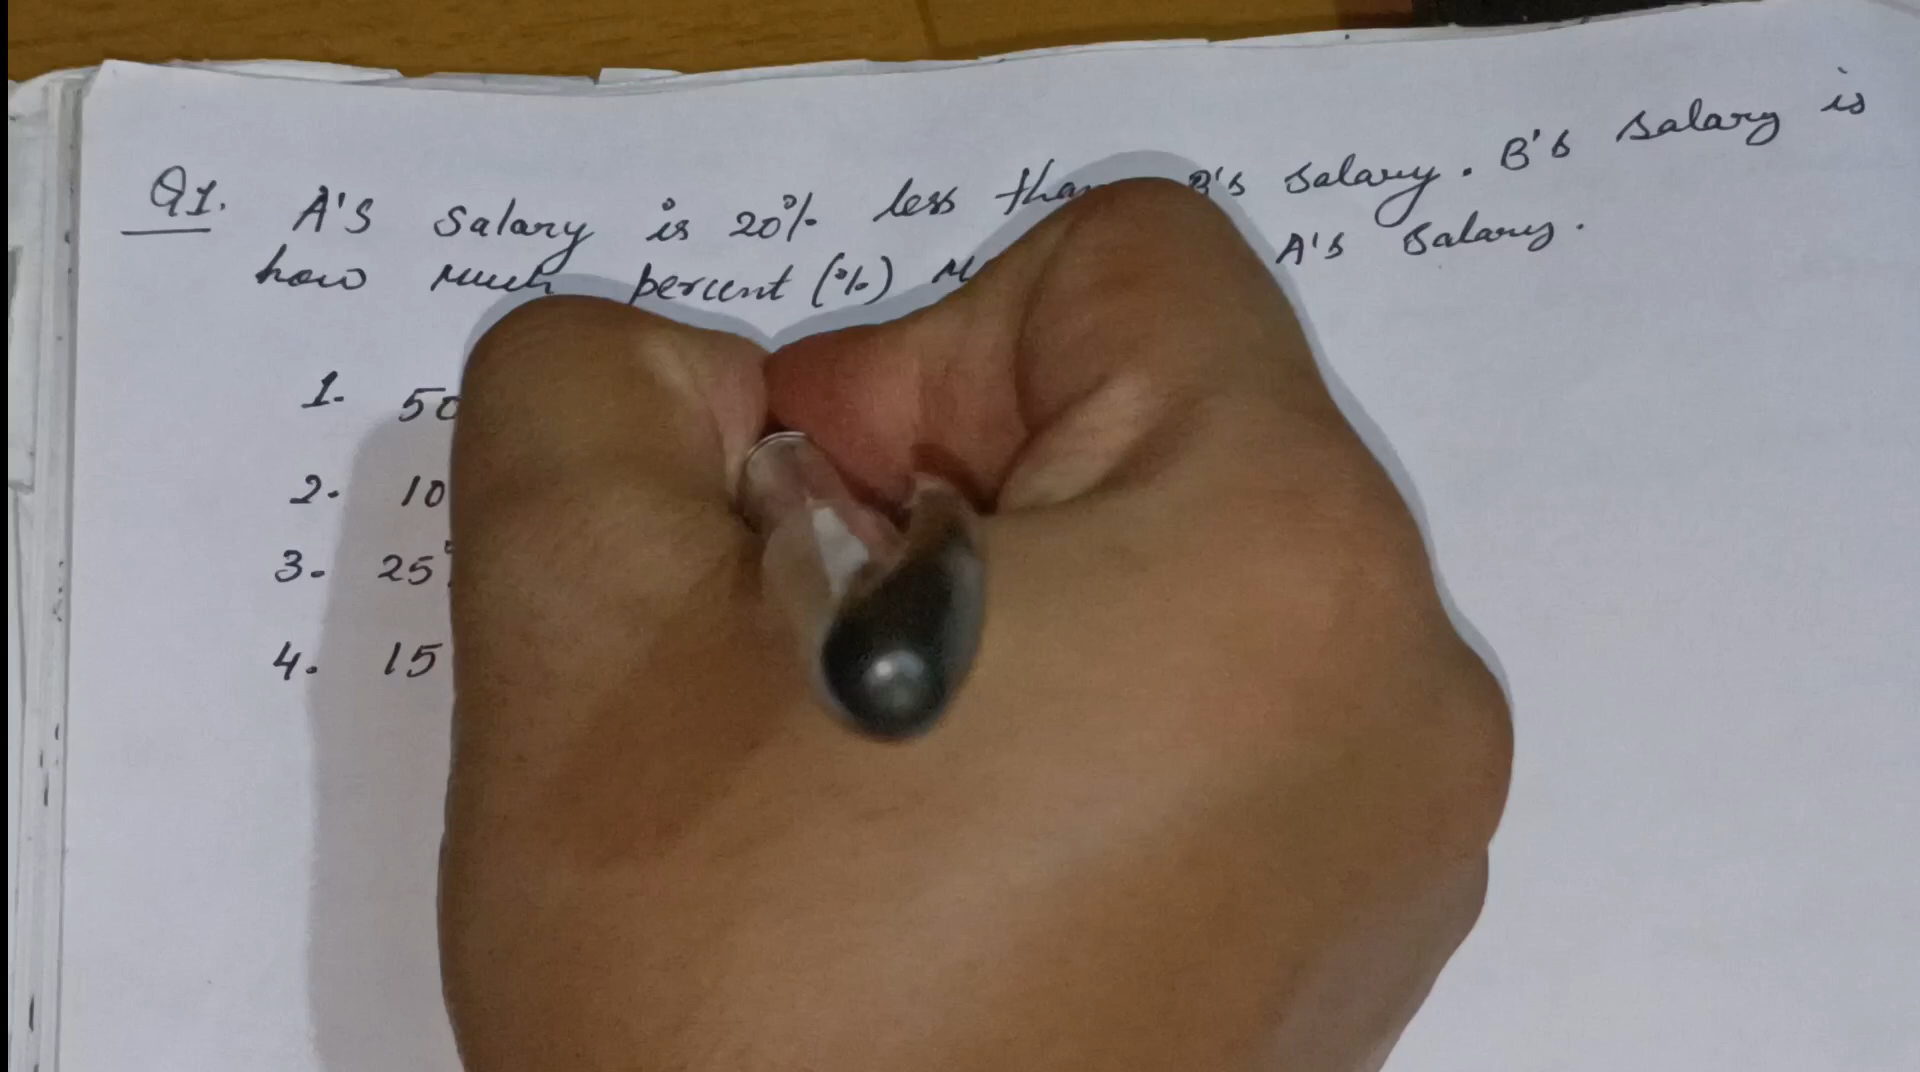 Q1. A'S Salary is 20% less than B's salary. B's salary is
how much percent (%) A's salary.
1. 50
2. 10
3. 25%
4. 15